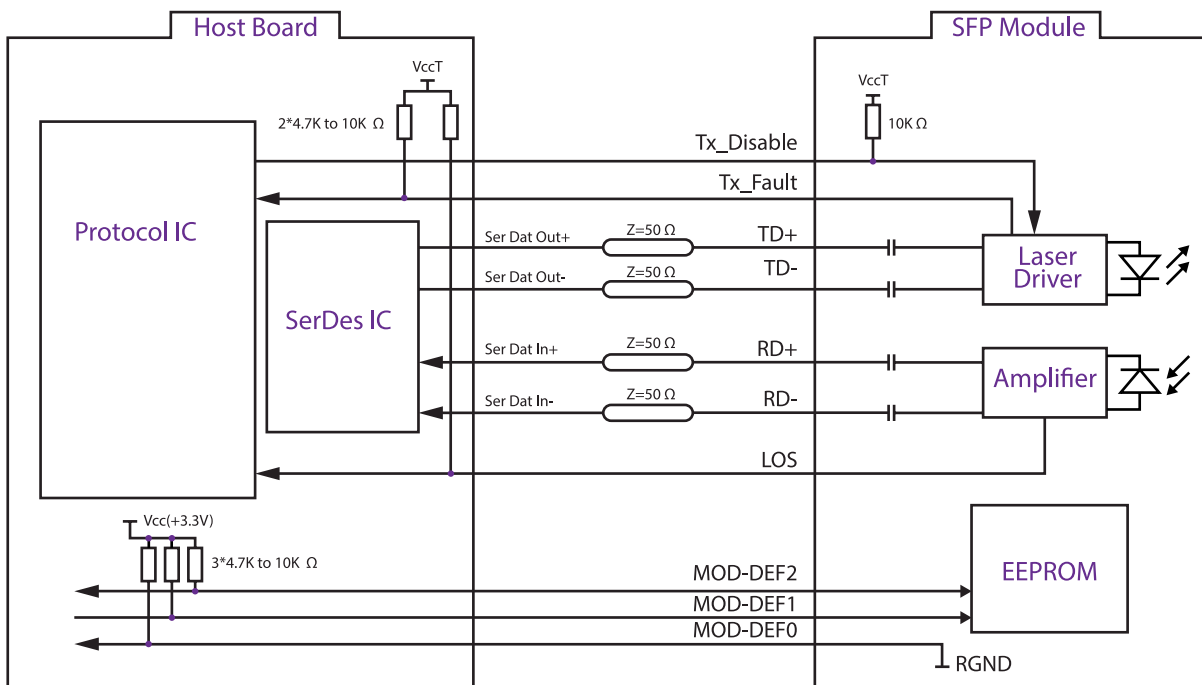 Host Board
SFP Module
VccT
VccT
2*4.7K to 10K Ω
10K Ω
Tx_Disable
Tx_Fault
Protocol IC
Ser Dat Out+
Z=50 Ω
TD+
Laser
Driver
Ser Dat Out-
Z=50 Ω
TD-
SerDes IC
Ser Dat In+
Z=50 Ω
RD+
Amplifier
Ser Dat In-
Z=50 Ω
RD-
LOS
Vcc(+3.3V)
3*4.7K to 10K Ω
MOD-DEF2
EEPROM
MOD-DEF1
MOD-DEF0
RGND